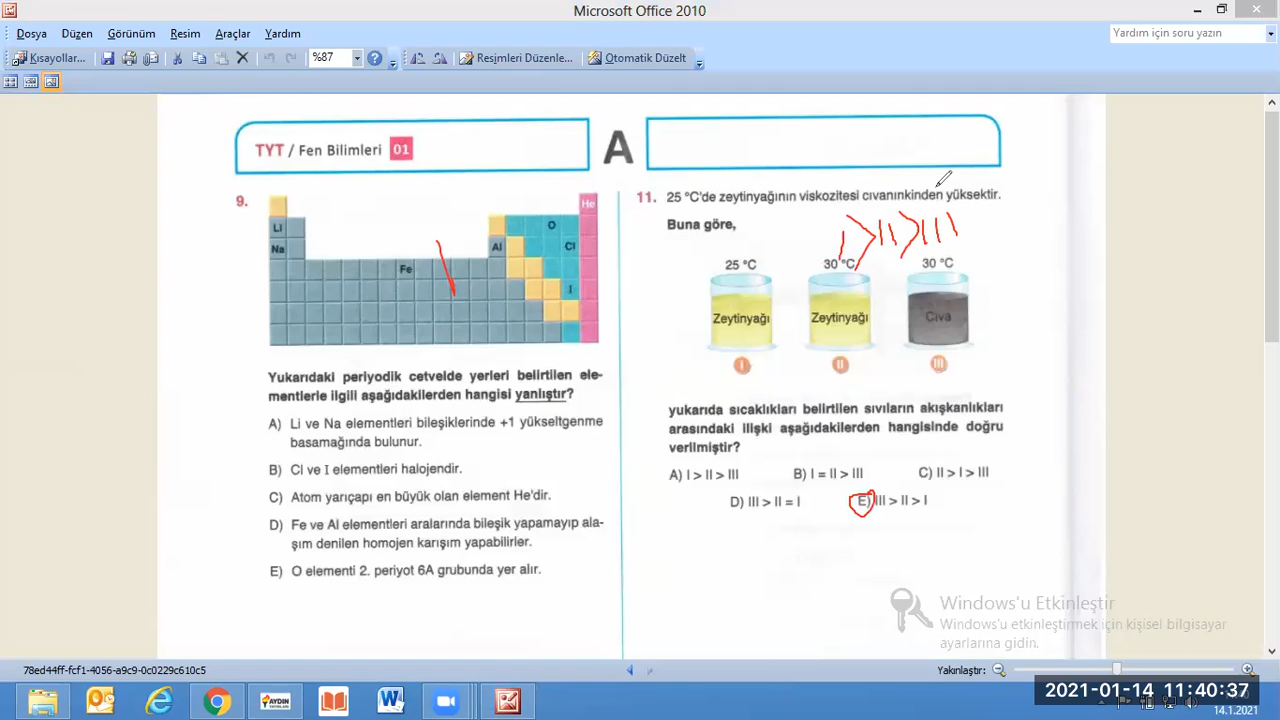 Microsoft Office 2010
Dosya Düzen Görünüm Resim Araçlar Yardım
Yardım için soru yazın
Kısayollar...
%87
Resimleri Düzenle...
Otomatik Düzelt
TYT / Fen Bilimleri 01
A
9.
He
Li
O
Na
Al
Cl
Fe
I
Yukarıdaki periyodik cetvelde yerleri belirtilen ele-
mentlerle ilgili aşağıdakilerden hangisi yanlıştır?
A) Li ve Na elementleri bileşiklerinde +1 yükseltgenme
basamağında bulunur.
B) Cl ve I elementleri halojendir.
C) Atom yarıçapı en büyük olan element He'dir.
D) Fe ve Al elementleri aralarında bileşik yapamayıp ala-
şım denilen homojen karışım yapabilirler.
E) O elementi 2. periyot 6A grubunda yer alır.
11. 25 °C'de zeytinyağının viskozitesi cıvanınkinden yüksektir.
Buna göre,
I > II > III
25 °C 30 °C 30 °C
Zeytinyağı Zeytinyağı Cıva
I II III
yukarıda sıcaklıkları belirtilen sıvıların akışkanlıkları
arasındaki ilişki aşağıdakilerden hangisinde doğru
verilmiştir?
A) I > II > III B) I = II > III C) II > I > III
D) III > II = I E) III > II > I
Windows'u Etkinleştir
Windows'u etkinleştirmek için kişisel bilgisayar
ayarlarına gidin.
78ed44ff-fcf1-4056-a9c9-0c0229c610c5
Yakınlaştır:
AYDIN
2021-01-14 11:40:37
14.1.2021